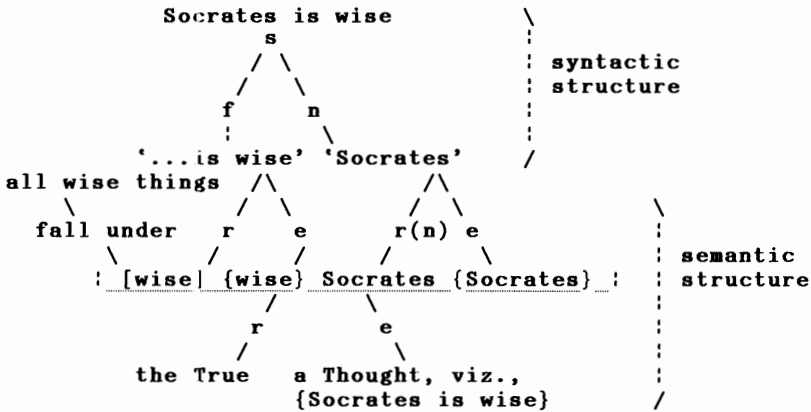 Socrates is wise
s
syntactic
structure
f n
'...is wise' 'Socrates'
all wise things
fall under r e r(n) e
semantic
structure
[wise] {wise} Socrates {Socrates}
r e
the True a Thought, viz.,
{Socrates is wise}